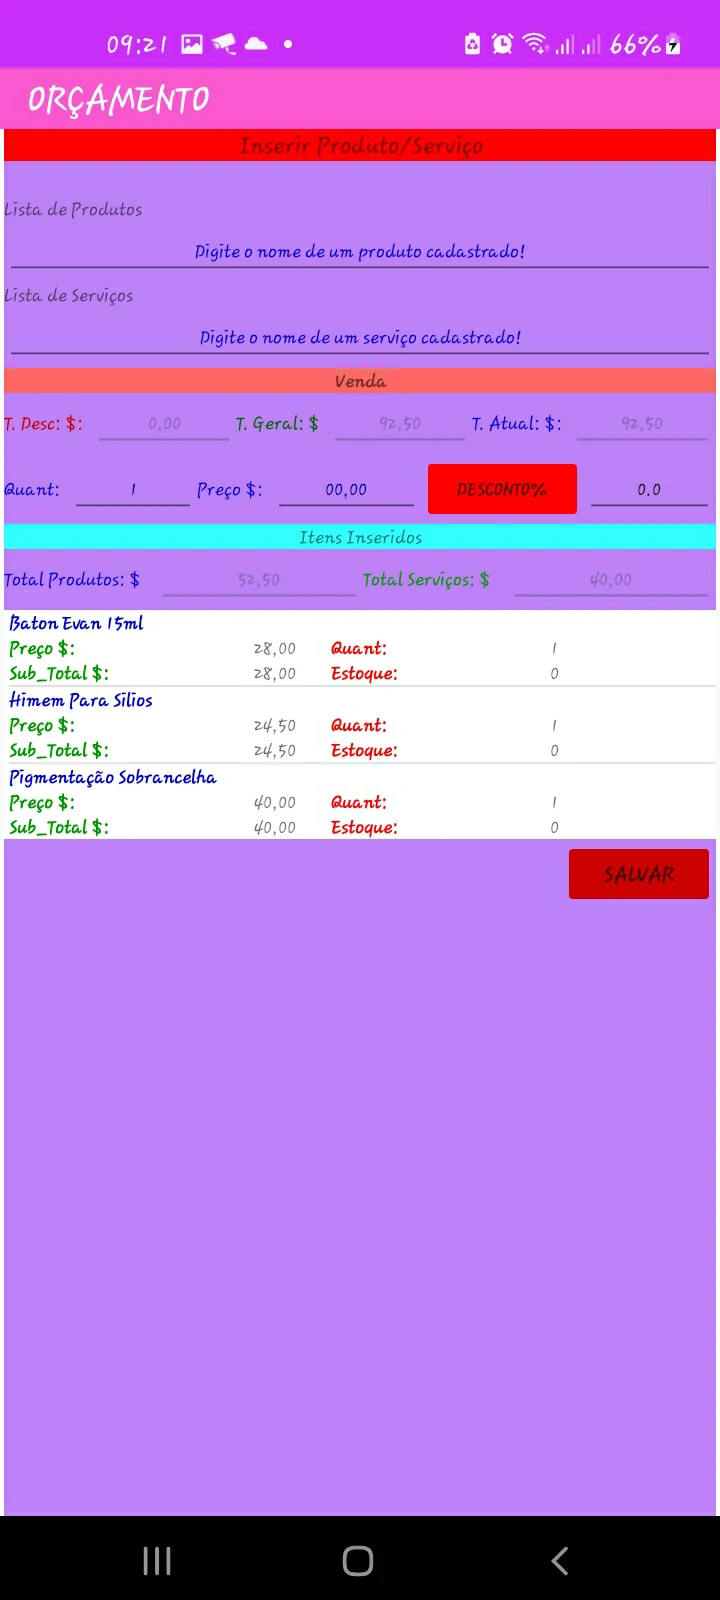 09:21 66%
ORÇAMENTO
Inserir Produto/Serviço
Lista de Produtos
Digite o nome de um produto cadastrado!
Lista de Serviços
Digite o nome de um serviço cadastrado!
Venda
T. Desc: $: 0,00 T. Geral: $ 92,50 T. Atual: $: 92,50
Quant: 1 Preço $: 00,00 DESCONTO% 0.0
Itens Inseridos
Total Produtos: $ 52,50 Total Serviços: $ 40,00
Baton Evan 15ml
Preço $: 28,00 Quant: 1
Sub_Total $: 28,00 Estoque: 0
Himem Para Silios
Preço $: 24,50 Quant: 1
Sub_Total $: 24,50 Estoque: 0
Pigmentação Sobrancelha
Preço $: 40,00 Quant: 1
Sub_Total $: 40,00 Estoque: 0
SALVAR